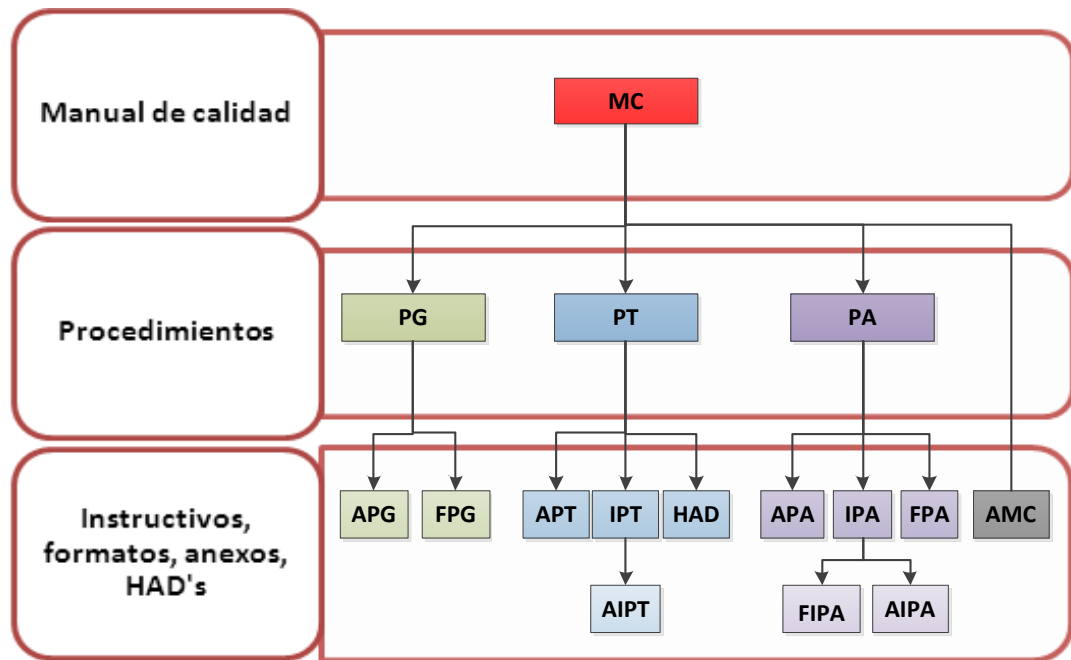 Manual de calidad
MC
Procedimientos
PG
PT
PA
Instructivos,
formatos, anexos,
HAD's
APG
FPG
APT
IPT
HAD
APA
IPA
FPA
AMC
AIPT
FIPA
AIPA